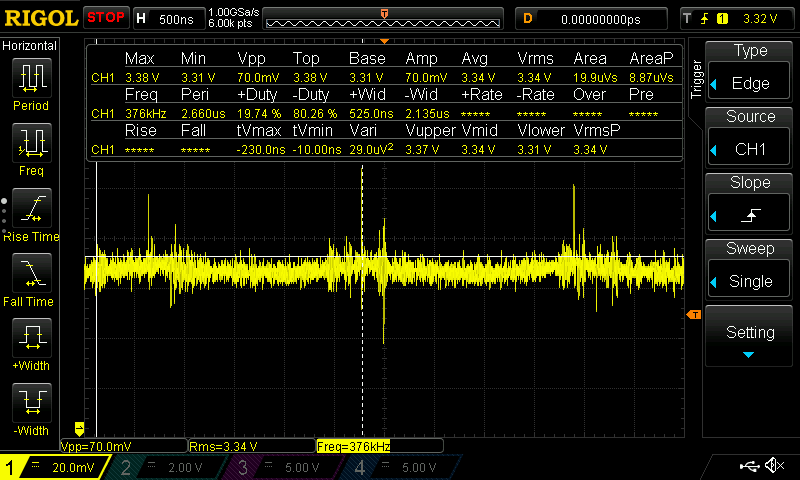 RIGOL STOP H 500ns 1.00GSa/s 6.00k pts T D 0.00000000ps T 1 3.32 V
Horizontal
Period
Freq
Rise Time
Fall Time
+Width
-Width
Max Min Vpp Top Base Amp Avg Vrms Area AreaP
CH1 3.38 V 3.31 V 70.0mV 3.38 V 3.31 V 70.0mV 3.34 V 3.34 V 19.9uVs 8.87uVs
Freq Peri +Duty -Duty +Wid -Wid +Rate -Rate Over Pre
CH1 376kHz 2.660us 19.74 % 80.26 % 525.0ns 2.135us ***** ***** ***** *****
Rise Fall tVmax tVmin Vari Vupper Vmid Vlower VrmsP
CH1 ***** ***** -230.0ns -10.00ns 29.0uV² 3.37 V 3.34 V 3.31 V 3.34 V
T
Trigger
Type
Edge
Source
CH1
Slope
Sweep
Single
Setting
Vpp=70.0mV Rms=3.34 V Freq=376kHz
1 20.0mV 2 2.00 V 3 5.00 V 4 5.00 V